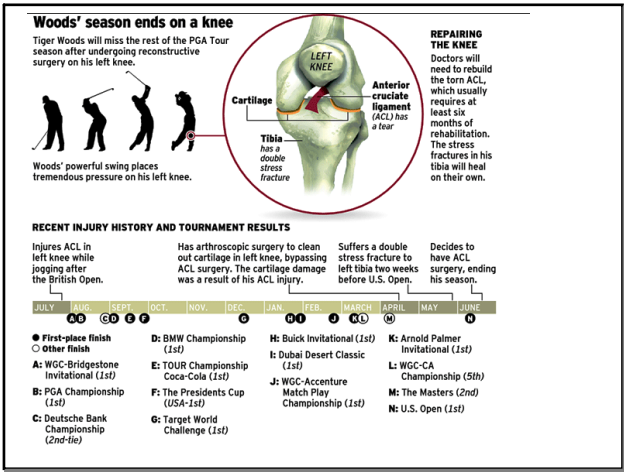 Woods' season ends on a knee
Tiger Woods will miss the rest of the PGA Tour
season after undergoing reconstructive
surgery on his left knee.
Woods' powerful swing places
tremendous pressure on his left knee.
LEFT
KNEE
Cartilage
Anterior
cruciate
ligament
(ACL) has
a tear
Tibia
has a
double
stress
fracture
REPAIRING
THE KNEE
Doctors will
need to rebuild
the torn ACL,
which usually
requires at
least six
months of
rehabilitation.
The stress
fractures in his
tibia will heal
on their own.
RECENT INJURY HISTORY AND TOURNAMENT RESULTS
Injures ACL in
left knee while
jogging after
the British Open.
Has arthroscopic surgery to clean
out cartilage in left knee, bypassing
ACL surgery. The cartilage damage
was a result of his ACL injury.
Suffers a double
stress fracture to
left tibia two weeks
before U.S. Open.
Decides to
have ACL
surgery, ending
his season.
JULY AUG. SEPT. OCT. NOV. DEC. JAN. FEB. MARCH APRIL MAY JUNE
A B C D E F G H I J K L M N
First-place finish
Other finish
A: WGC-Bridgestone
Invitational (1st)
B: PGA Championship
(1st)
C: Deutsche Bank
Championship
(2nd-tie)
D: BMW Championship
(1st)
E: TOUR Championship
Coca-Cola (1st)
F: The Presidents Cup
(USA-1st)
G: Target World
Challenge (1st)
H: Buick Invitational (1st)
I: Dubai Desert Classic
(1st)
J: WGC-Accenture
Match Play
Championship (1st)
K: Arnold Palmer
Invitational (1st)
L: WGC-CA
Championship (5th)
M: The Masters (2nd)
N: U.S. Open (1st)